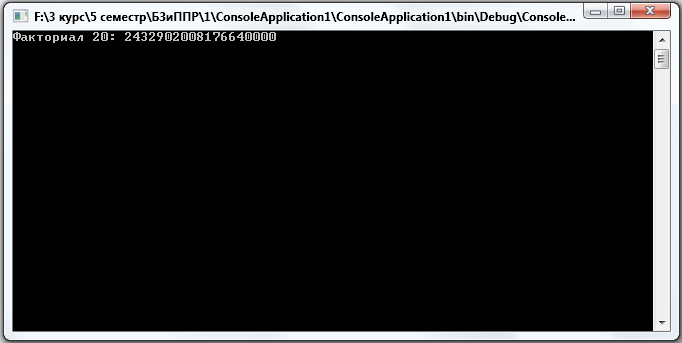 F:\3 курс\5 семестр\БЗиППР\1\ConsoleApplication1\ConsoleApplication1\bin\Debug\Console...
Факториал 20: 2432902008176640000